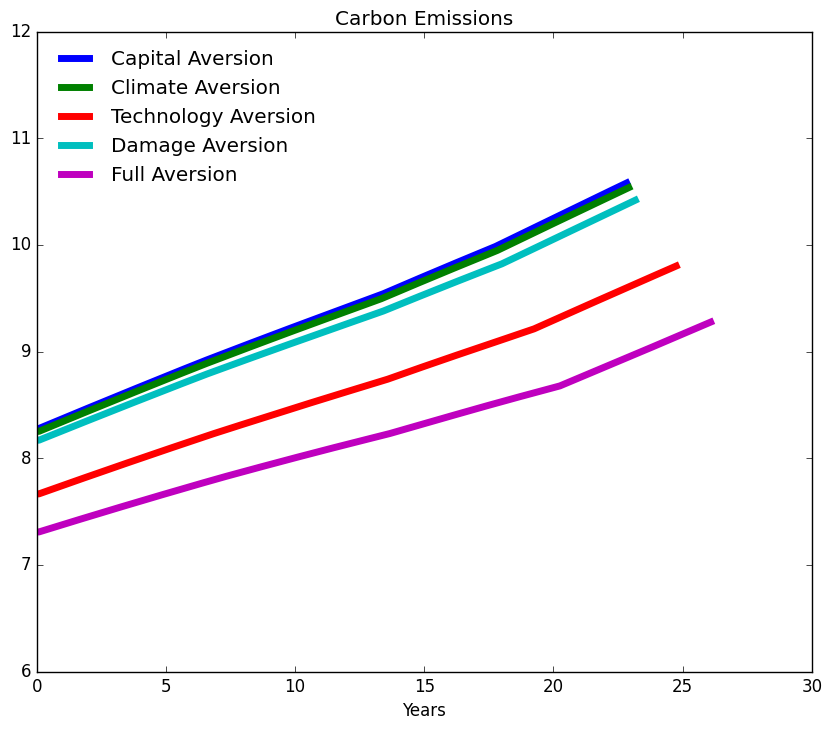 Carbon Emissions
12
11
10
9
8
7
6
Capital Aversion
Climate Aversion
Technology Aversion
Damage Aversion
Full Aversion
0 5 10 15 20 25 30
Years